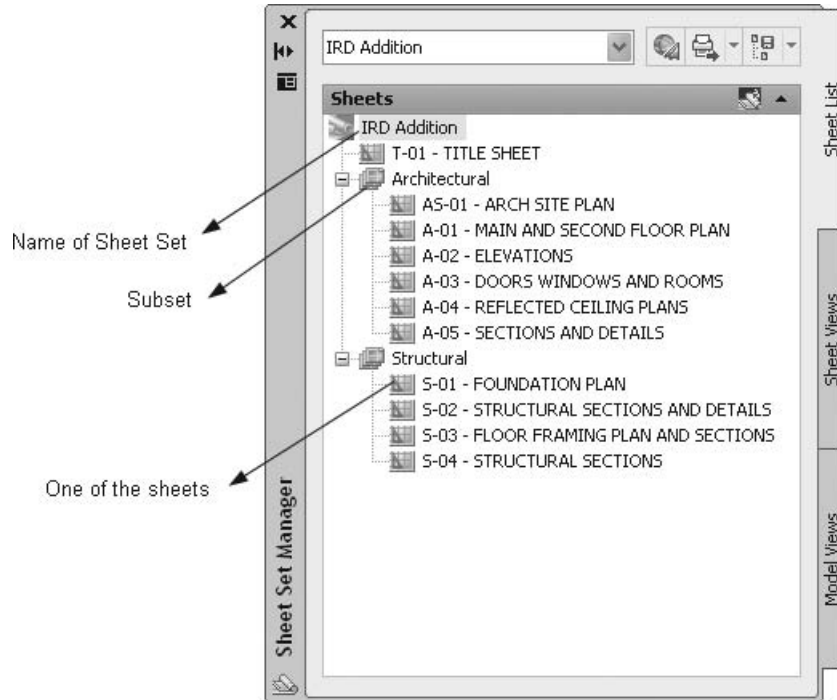 IRD Addition
Sheets
IRD Addition
T-01 - TITLE SHEET
Architectural
AS-01 - ARCH SITE PLAN
A-01 - MAIN AND SECOND FLOOR PLAN
A-02 - ELEVATIONS
A-03 - DOORS WINDOWS AND ROOMS
A-04 - REFLECTED CEILING PLANS
A-05 - SECTIONS AND DETAILS
Structural
S-01 - FOUNDATION PLAN
S-02 - STRUCTURAL SECTIONS AND DETAILS
S-03 - FLOOR FRAMING PLAN AND SECTIONS
S-04 - STRUCTURAL SECTIONS
Name of Sheet Set
Subset
One of the sheets
Sheet Set Manager
Sheet List
Sheet Views
Model Views